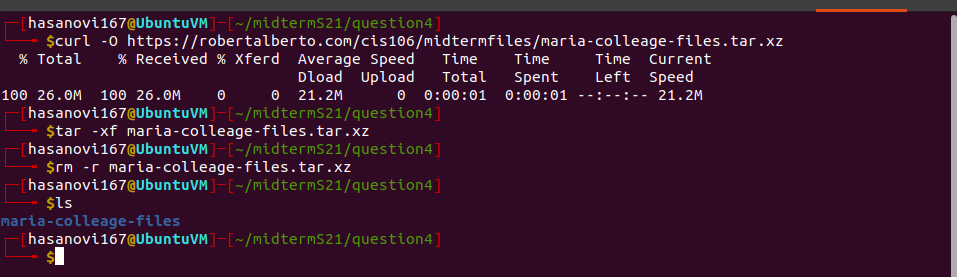 [hasanovi167@UbuntuVM]-[~/midtermS21/question4]
$curl -O https://robertalberto.com/cis106/midtermfiles/maria-colleage-files.tar.xz
% Total % Received % Xferd Average Speed Time Time Time Current
Dload Upload Total Spent Left Speed
100 26.0M 100 26.0M 0 0 21.2M 0 0:00:01 0:00:01 --:--:-- 21.2M
[hasanovi167@UbuntuVM]-[~/midtermS21/question4]
$tar -xf maria-colleage-files.tar.xz
[hasanovi167@UbuntuVM]-[~/midtermS21/question4]
$rm -r maria-colleage-files.tar.xz
[hasanovi167@UbuntuVM]-[~/midtermS21/question4]
$ls
maria-colleage-files
[hasanovi167@UbuntuVM]-[~/midtermS21/question4]
$